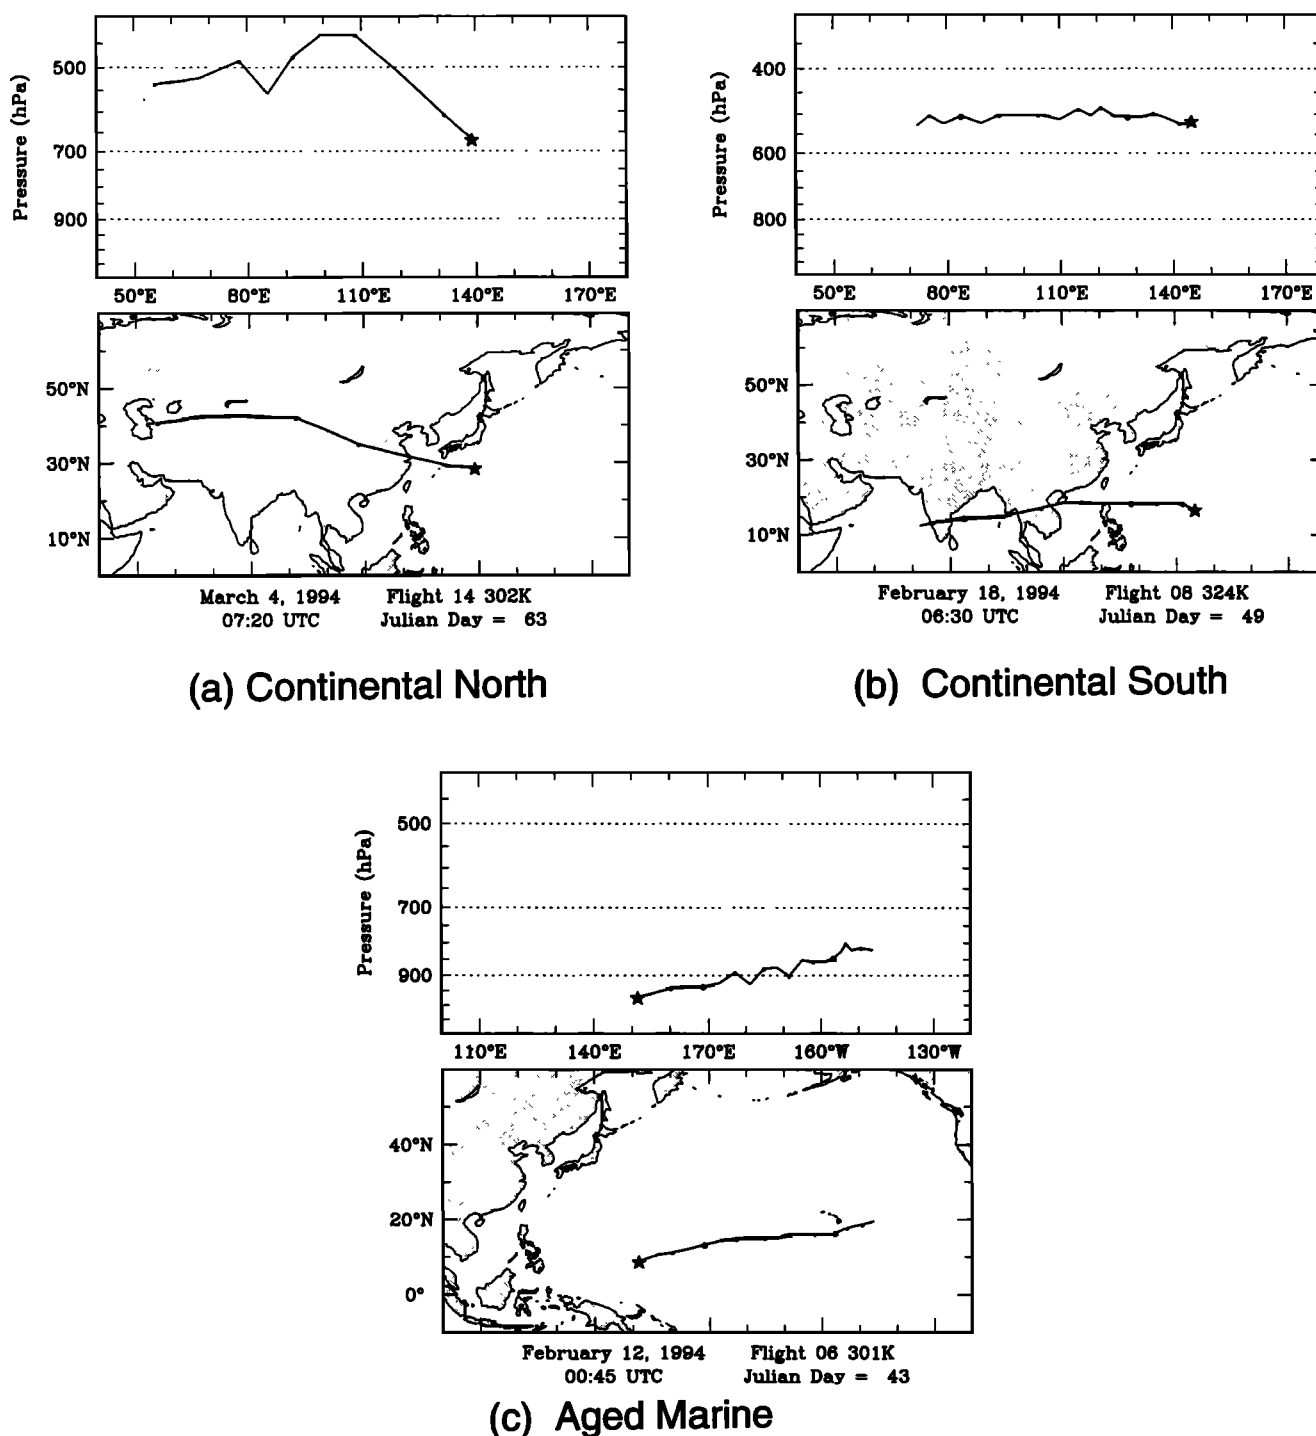 Pressure (hPa)
500
700
900
50°E 80°E 110°E 140°E 170°E
50°N
30°N
10°N
March 4, 1994 Flight 14 302K
07:20 UTC Julian Day = 63
(a) Continental North
Pressure (hPa)
400
600
800
50°E 80°E 110°E 140°E 170°E
50°N
30°N
10°N
February 18, 1994 Flight 08 324K
06:30 UTC Julian Day = 49
(b) Continental South
Pressure (hPa)
500
700
900
110°E 140°E 170°E 160°W 130°W
40°N
20°N
0°
February 12, 1994 Flight 06 301K
00:45 UTC Julian Day = 43
(c) Aged Marine